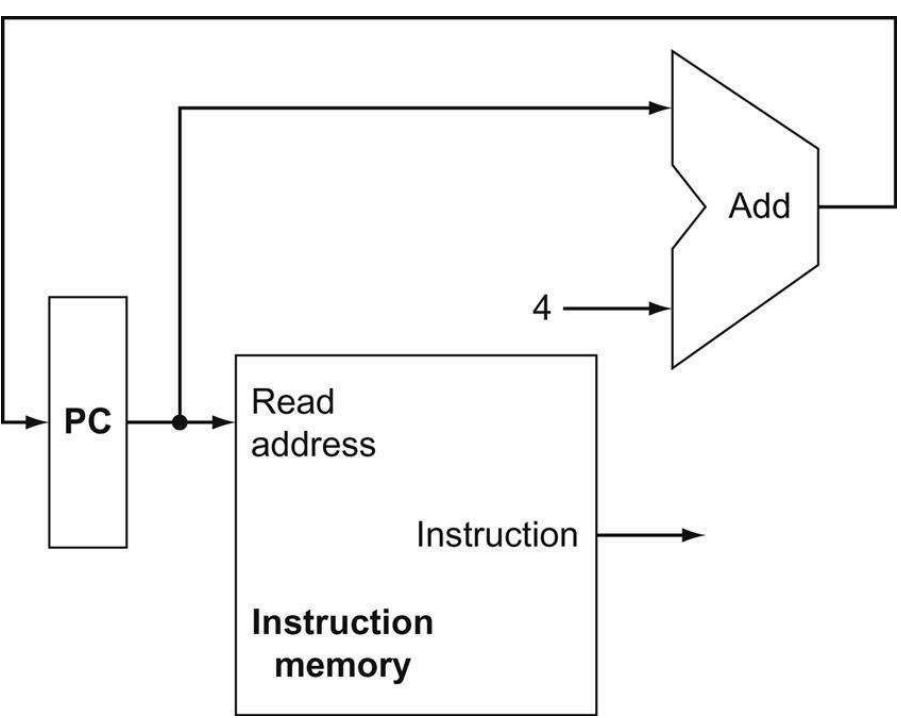 Add
4
PC
Read
address
Instruction
Instruction
memory